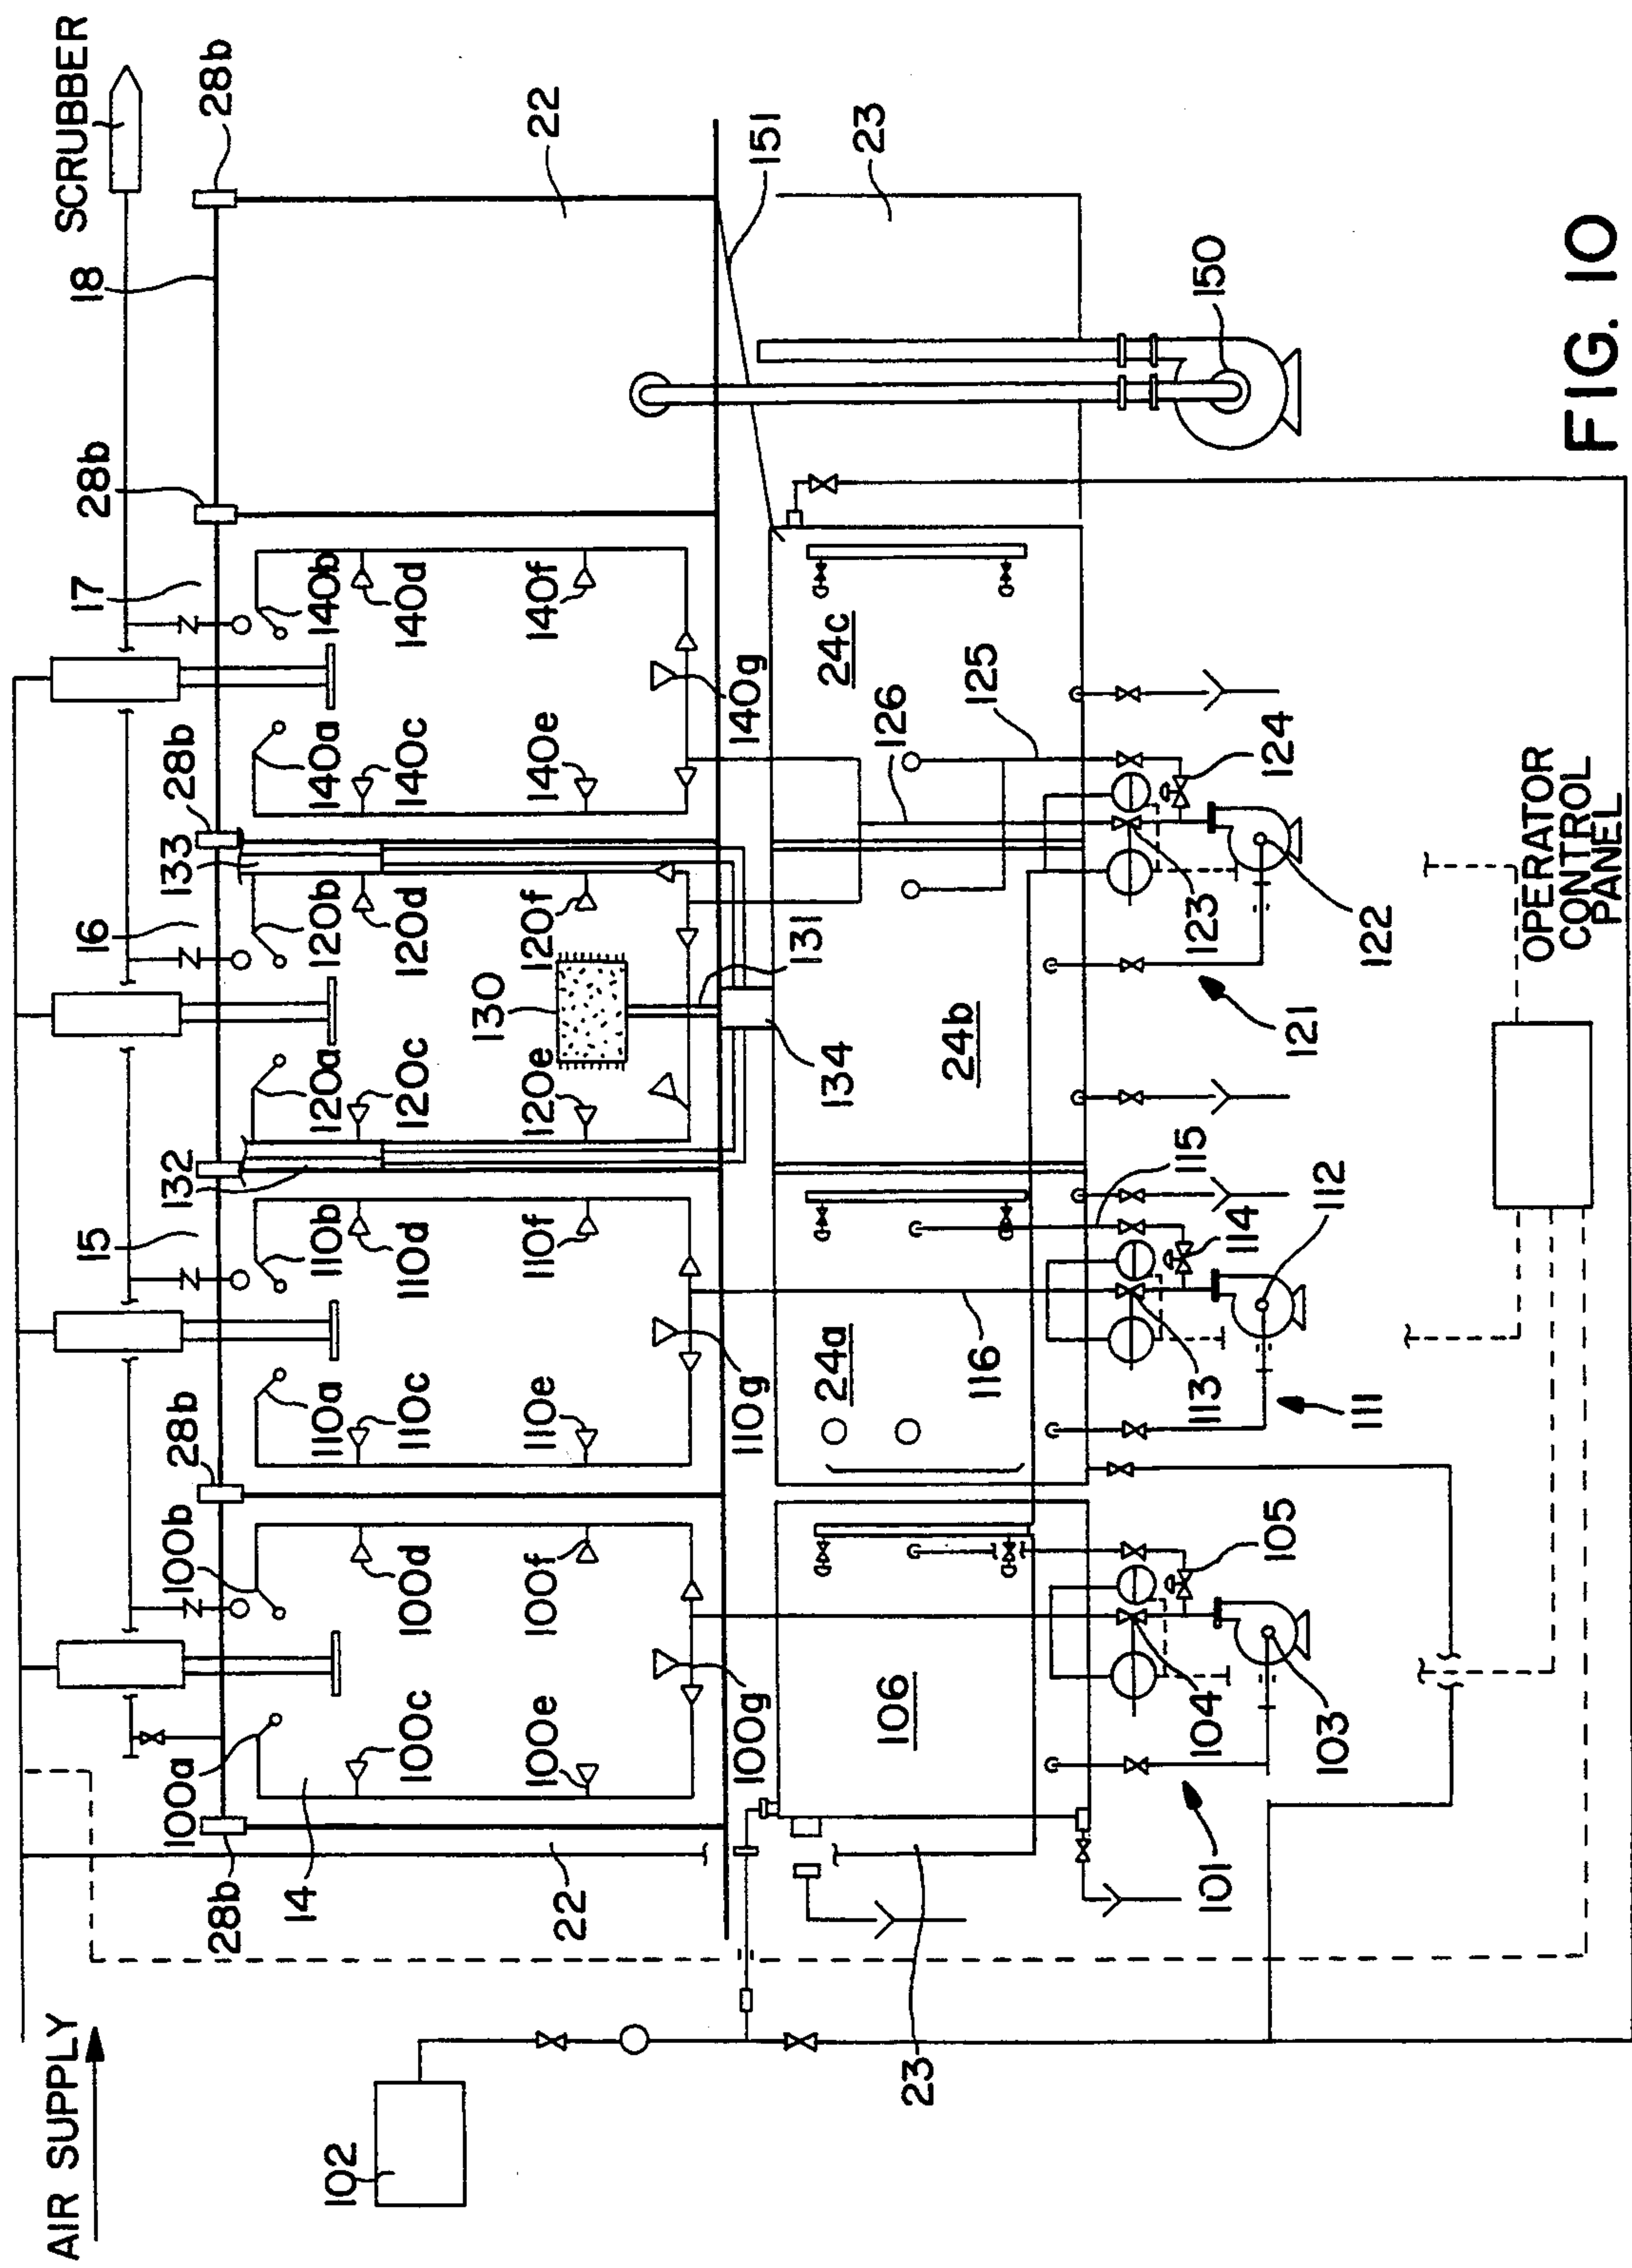 AIR SUPPLY
SCRUBBER
18
28b
17
28b
16
133
28b
15
132
28b
100b
100a
28b
14
22
22
100c
100d
100e
100f
100g
110a
110b
110c
110d
110e
110f
110g
120a
120b
120c
120d
120e
120f
130
131
134
140a
140b
140c
140d
140e
140f
140g
151
23
102
23
106
24a
24b
24c
116
115
126
125
150
101
103
104
105
111
112
113
114
121
122
123
124
OPERATOR
CONTROL
PANEL
FIG. 10